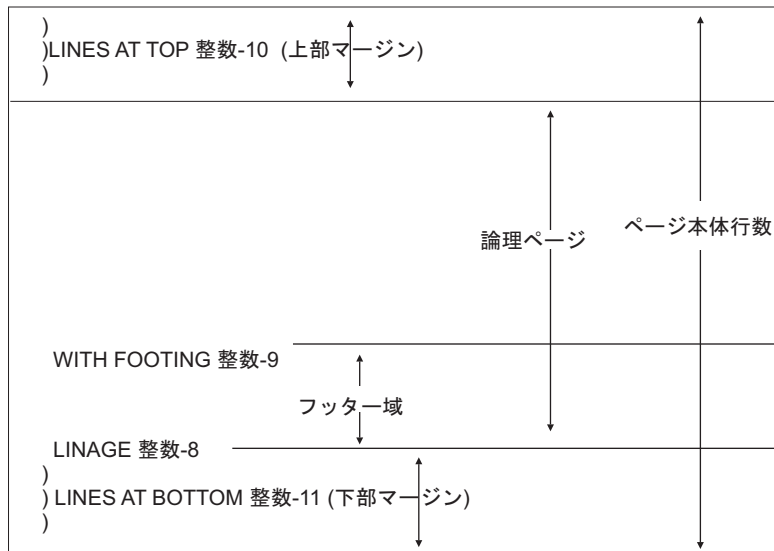 )
)LINES AT TOP 整数-10 (上部マージン)
)
論理ページ
ページ本体行数
WITH FOOTING 整数-9
フッター域
LINAGE 整数-8
)
) LINES AT BOTTOM 整数-11 (下部マージン)
)